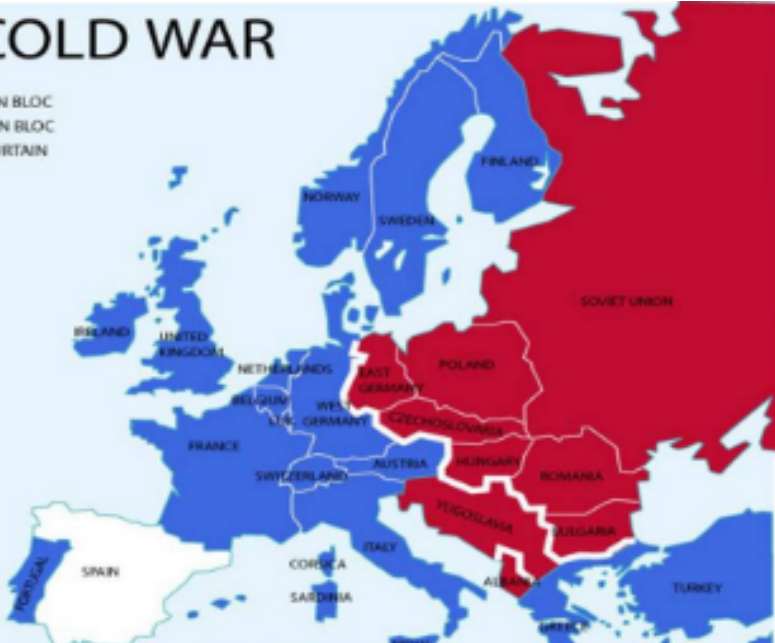 COLD WAR
N BLOC
N BLOC
RTAIN
FINLAND
NORWAY
SWEDEN
SOVIET UNION
IRELAND
UNITED
KINGDOM
NETHERLANDS
EAST
GERMANY
POLAND
BELGIUM
WEST
GERMANY
LUX.
CZECHOSLOVAKIA
FRANCE
SWITZERLAND
AUSTRIA
HUNGARY
ROMANIA
YUGOSLAVIA
BULGARIA
ITALY
CORSICA
SARDINIA
SPAIN
PORTUGAL
ALBANIA
TURKEY
GREECE